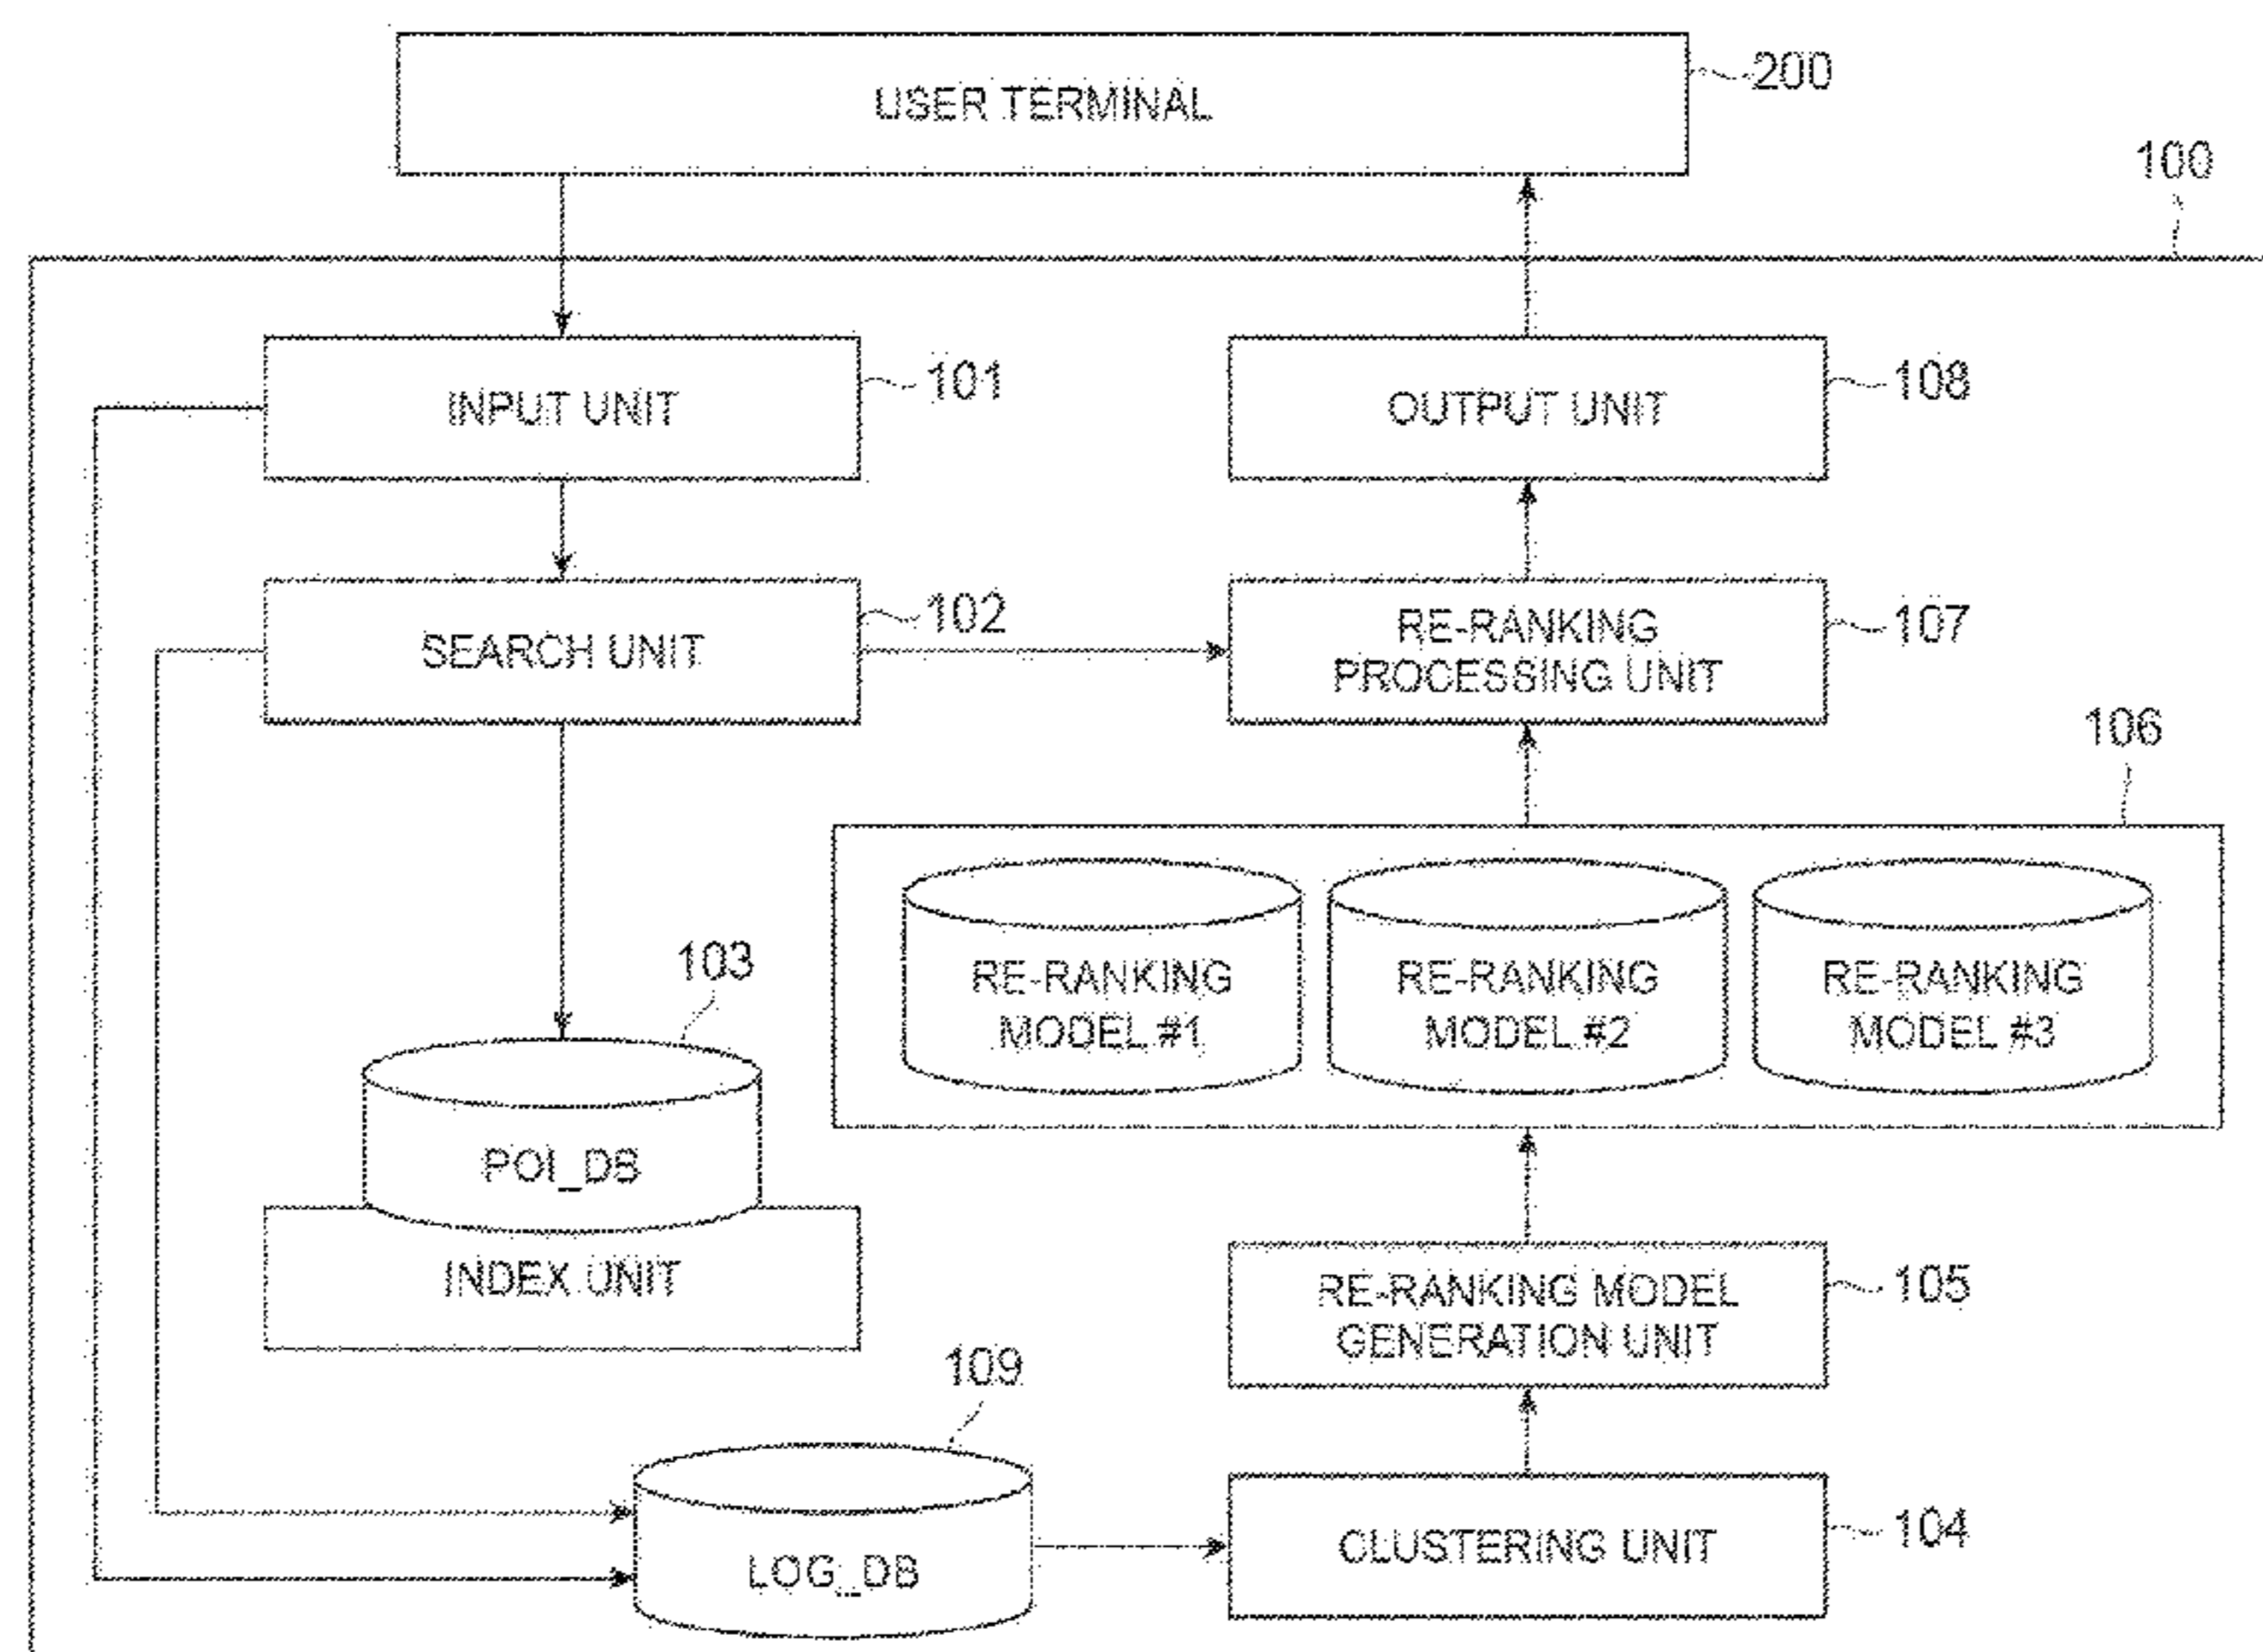 USER TERMINAL
200
100
INPUT UNIT
101
OUTPUT UNIT
108
SEARCH UNIT
102
RE-RANKING
PROCESSING UNIT
107
106
103
RE-RANKING
MODEL #1
RE-RANKING
MODEL #2
RE-RANKING
MODEL #3
POI_DB
INDEX UNIT
RE-RANKING MODEL
GENERATION UNIT
105
109
LOG_DB
CLUSTERING UNIT
104